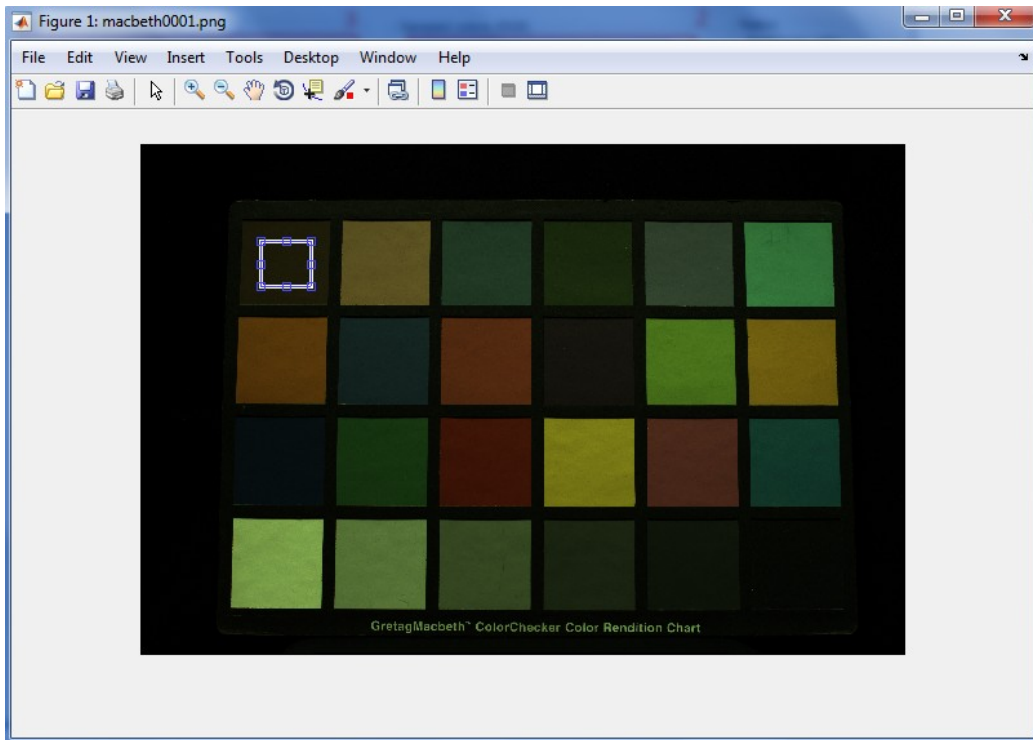 Figure 1: macbeth0001.png
File Edit View Insert Tools Desktop Window Help
GretagMacbeth™ ColorChecker Color Rendition Chart